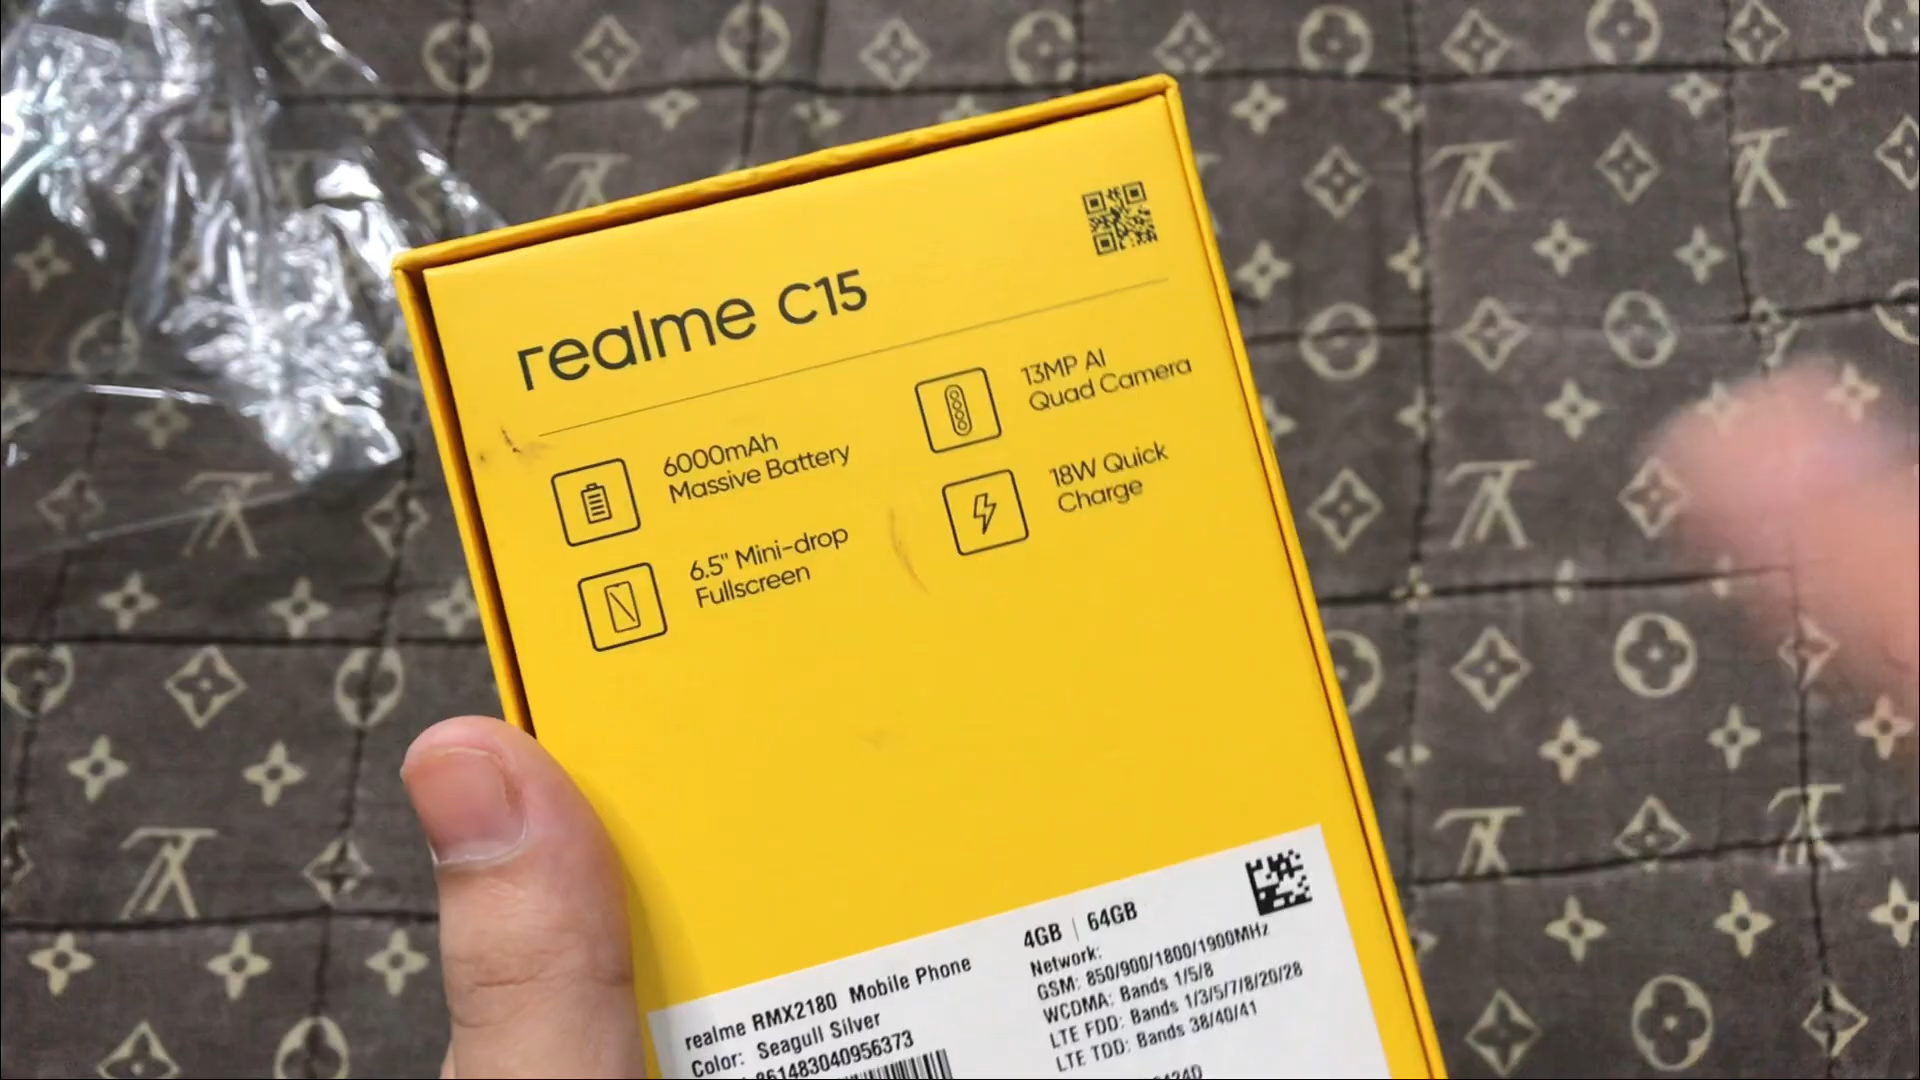 realme C15
6000mAh
Massive Battery
6.5" Mini-drop
Fullscreen
13MP AI
Quad Camera
18W Quick
Charge
realme RMX2180 Mobile Phone
Color: Seagull Silver
861483040956373
4GB | 64GB
Network:
GSM: 850/900/1800/1900MHz
WCDMA: Bands 1/5/8
LTE FDD: Bands 1/3/5/7/8/20/28
LTE TDD: Bands 38/40/41